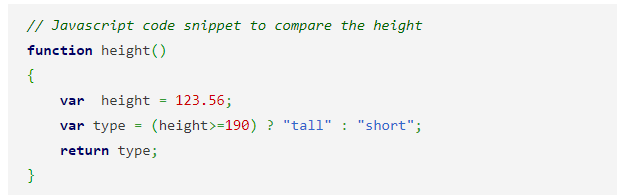 // Javascript code snippet to compare the height
function height()
{
    var  height = 123.56;
    var type = (height>=190) ? "tall" : "short";
    return type;
}